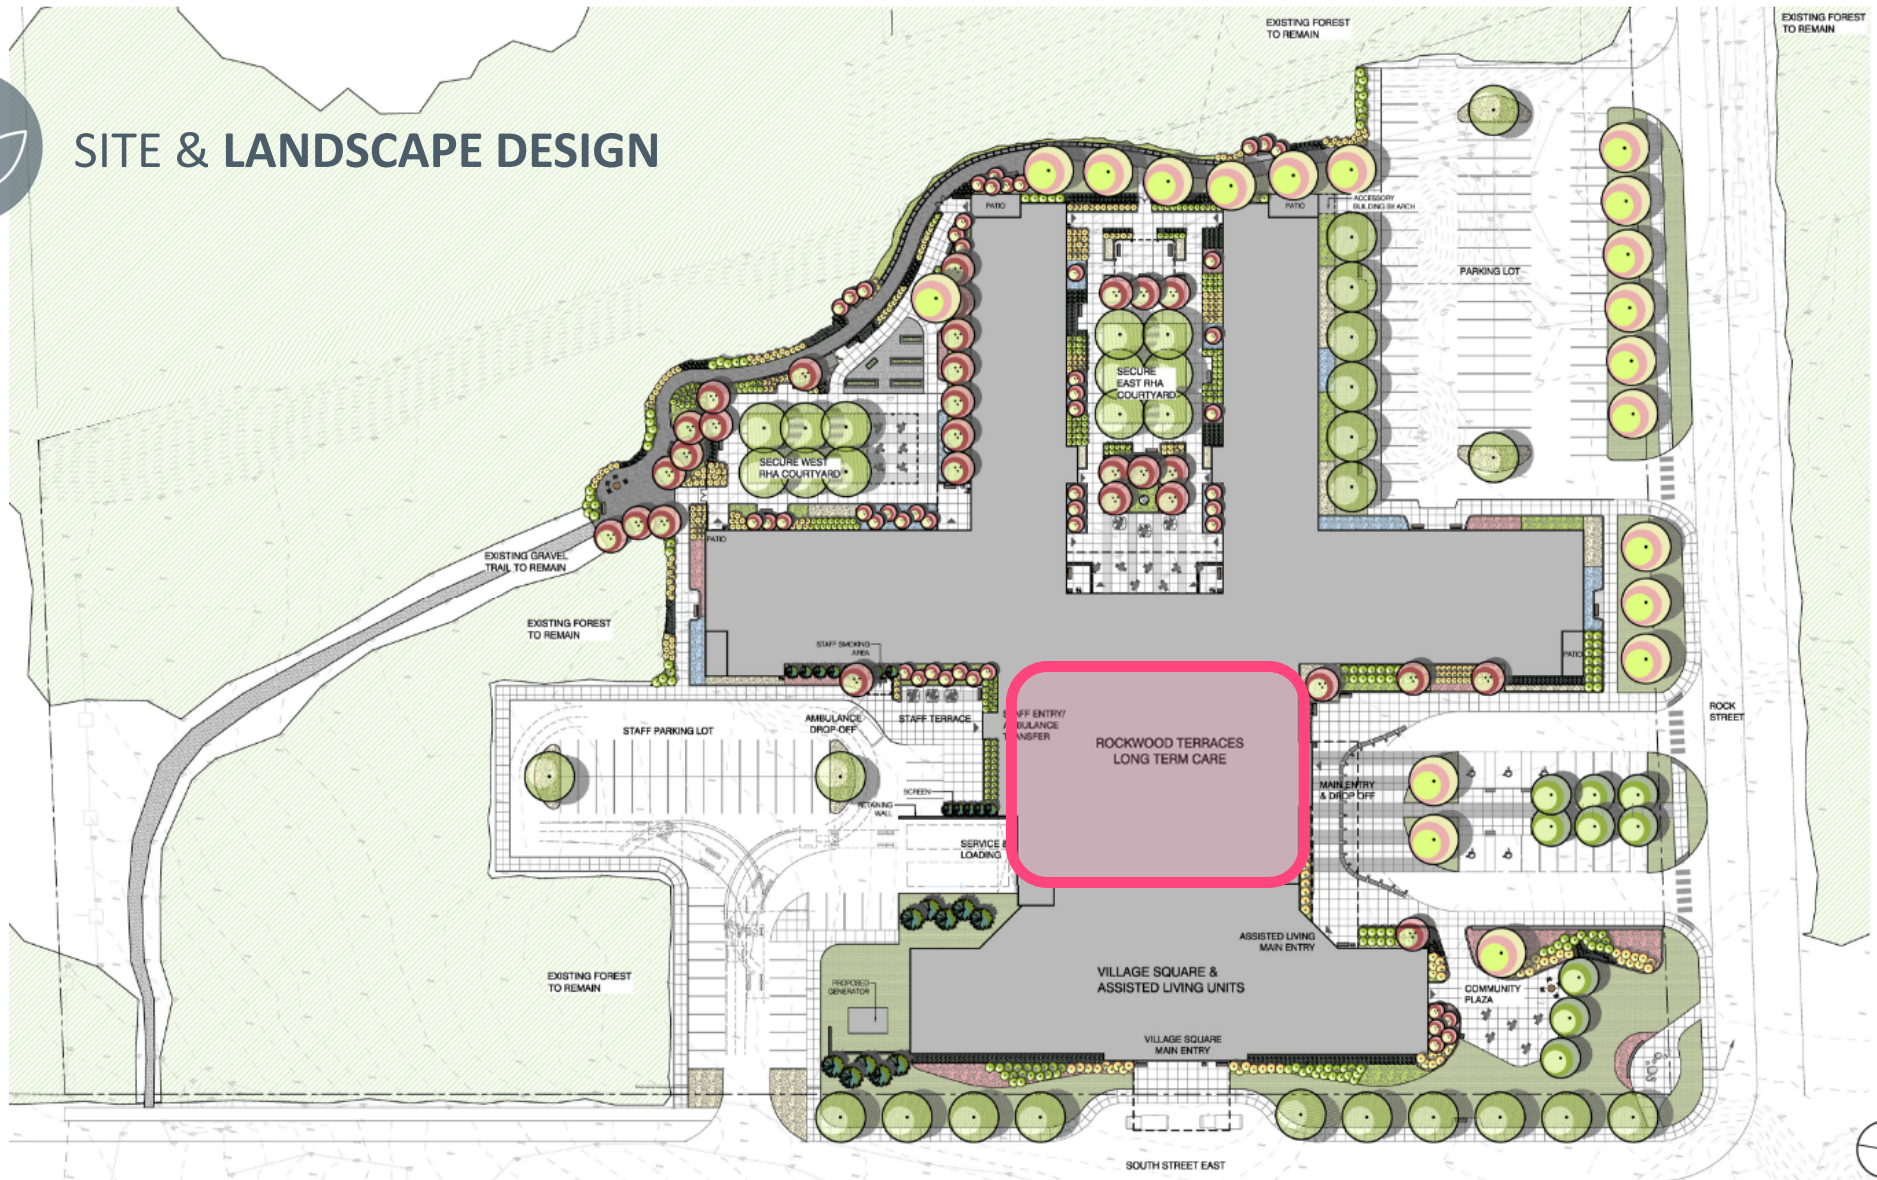 SITE & LANDSCAPE DESIGN
EXISTING FOREST
TO REMAIN
EXISTING FOREST
TO REMAIN
PATIO
PATIO
ACCESSORY
BUILDING BY ARCH
PARKING LOT
SECURE
EAST RHA
COURTYARD
SECURE WEST
RHA COURTYARD
PATIO
EXISTING GRAVEL
TRAIL TO REMAIN
EXISTING FOREST
TO REMAIN
STAFF SMOKING
AREA
PATIO
STAFF PARKING LOT
AMBULANCE
DROP-OFF
STAFF TERRACE
STAFF ENTRY/
AMBULANCE
TRANSFER
ROCKWOOD TERRACES
LONG TERM CARE
ROCK
STREET
MAIN ENTRY
& DROP OFF
SCREEN
RETAINING
WALL
SERVICE &
LOADING
ASSISTED LIVING
MAIN ENTRY
EXISTING FOREST
TO REMAIN
PROPOSED
GENERATOR
VILLAGE SQUARE &
ASSISTED LIVING UNITS
COMMUNITY
PLAZA
VILLAGE SQUARE
MAIN ENTRY
SOUTH STREET EAST